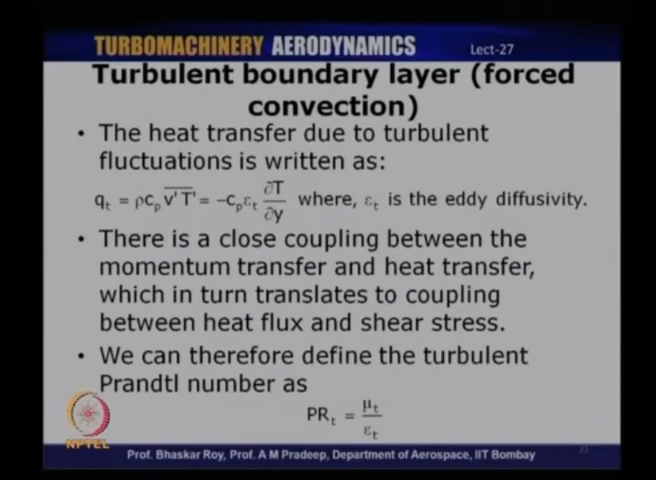 TURBOMACHINERY AERODYNAMICS Lect-27
Turbulent boundary layer (forced
convection)
• The heat transfer due to turbulent
fluctuations is written as:
qₜ = ρcₚ v'T' = -cₚεₜ ∂T/∂y where, εₜ is the eddy diffusivity.
• There is a close coupling between the
momentum transfer and heat transfer,
which in turn translates to coupling
between heat flux and shear stress.
• We can therefore define the turbulent
Prandtl number as
PRₜ = μₜ/εₜ
NPTEL
Prof. Bhaskar Roy, Prof. A M Pradeep, Department of Aerospace, IIT Bombay